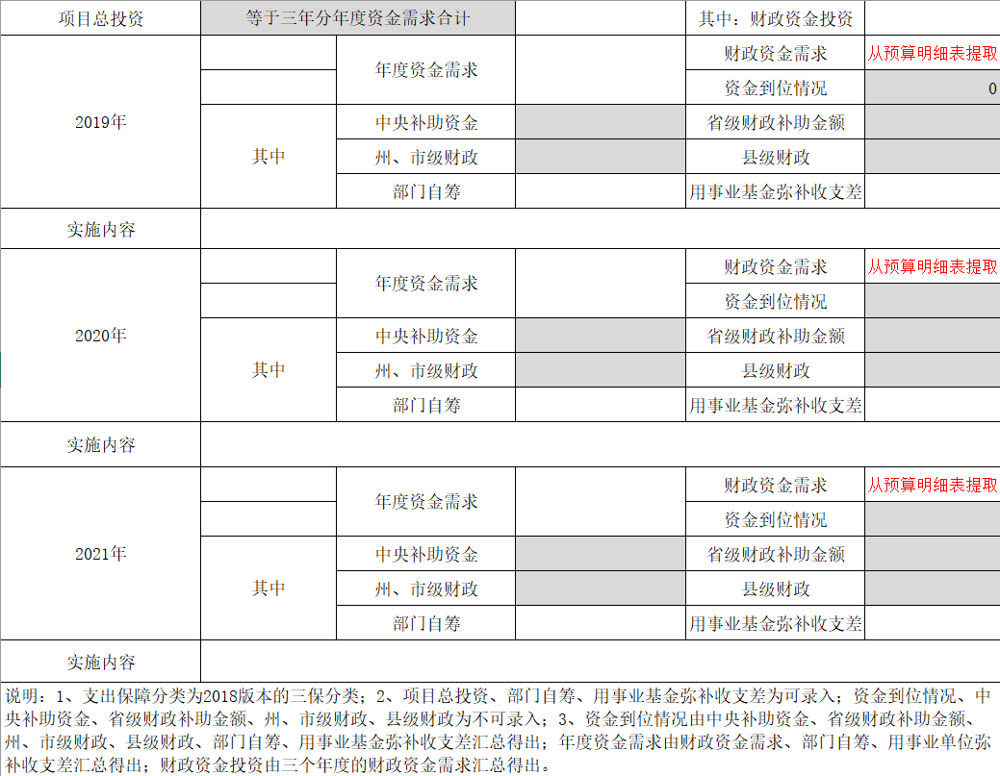 项目总投资 等于三年分年度资金需求合计 其中：财政资金投资
2019年 年度资金需求 财政资金需求 从预算明细表提取
资金到位情况 0
其中 中央补助资金 省级财政补助金额
州、市级财政 县级财政
部门自筹 用事业基金弥补收支差
实施内容
2020年 年度资金需求 财政资金需求 从预算明细表提取
资金到位情况
其中 中央补助资金 省级财政补助金额
州、市级财政 县级财政
部门自筹 用事业基金弥补收支差
实施内容
2021年 年度资金需求 财政资金需求 从预算明细表提取
资金到位情况
其中 中央补助资金 省级财政补助金额
州、市级财政 县级财政
部门自筹 用事业基金弥补收支差
实施内容
说明：1、支出保障分类为2018版本的三保分类；2、项目总投资、部门自筹、用事业基金弥补收支差为可录入；资金到位情况、中
央补助资金、省级财政补助金额、州、市级财政、县级财政为不可录入；3、资金到位情况由中央补助资金、省级财政补助金额、
州、市级财政、县级财政、部门自筹、用事业基金弥补收支差汇总得出；年度资金需求由财政资金需求、部门自筹、用事业单位弥
补收支差汇总得出；财政资金投资由三个年度的财政资金需求汇总得出。